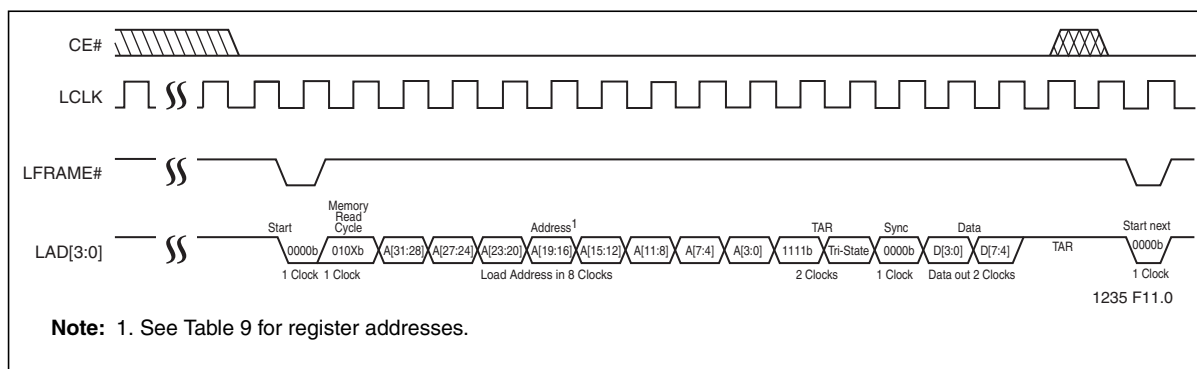 CE#
LCLK
LFRAME#
LAD[3:0]
Start
Memory
Read
Cycle
Address1
TAR
Sync
Data
TAR
Start next
0000b
010Xb
A[31:28]
A[27:24]
A[23:20]
A[19:16]
A[15:12]
A[11:8]
A[7:4]
A[3:0]
1111b
Tri-State
0000b
D[3:0]
D[7:4]
0000b
1 Clock
1 Clock
Load Address in 8 Clocks
2 Clocks
1 Clock
Data out 2 Clocks
1 Clock
1235 F11.0
Note: 1. See Table 9 for register addresses.